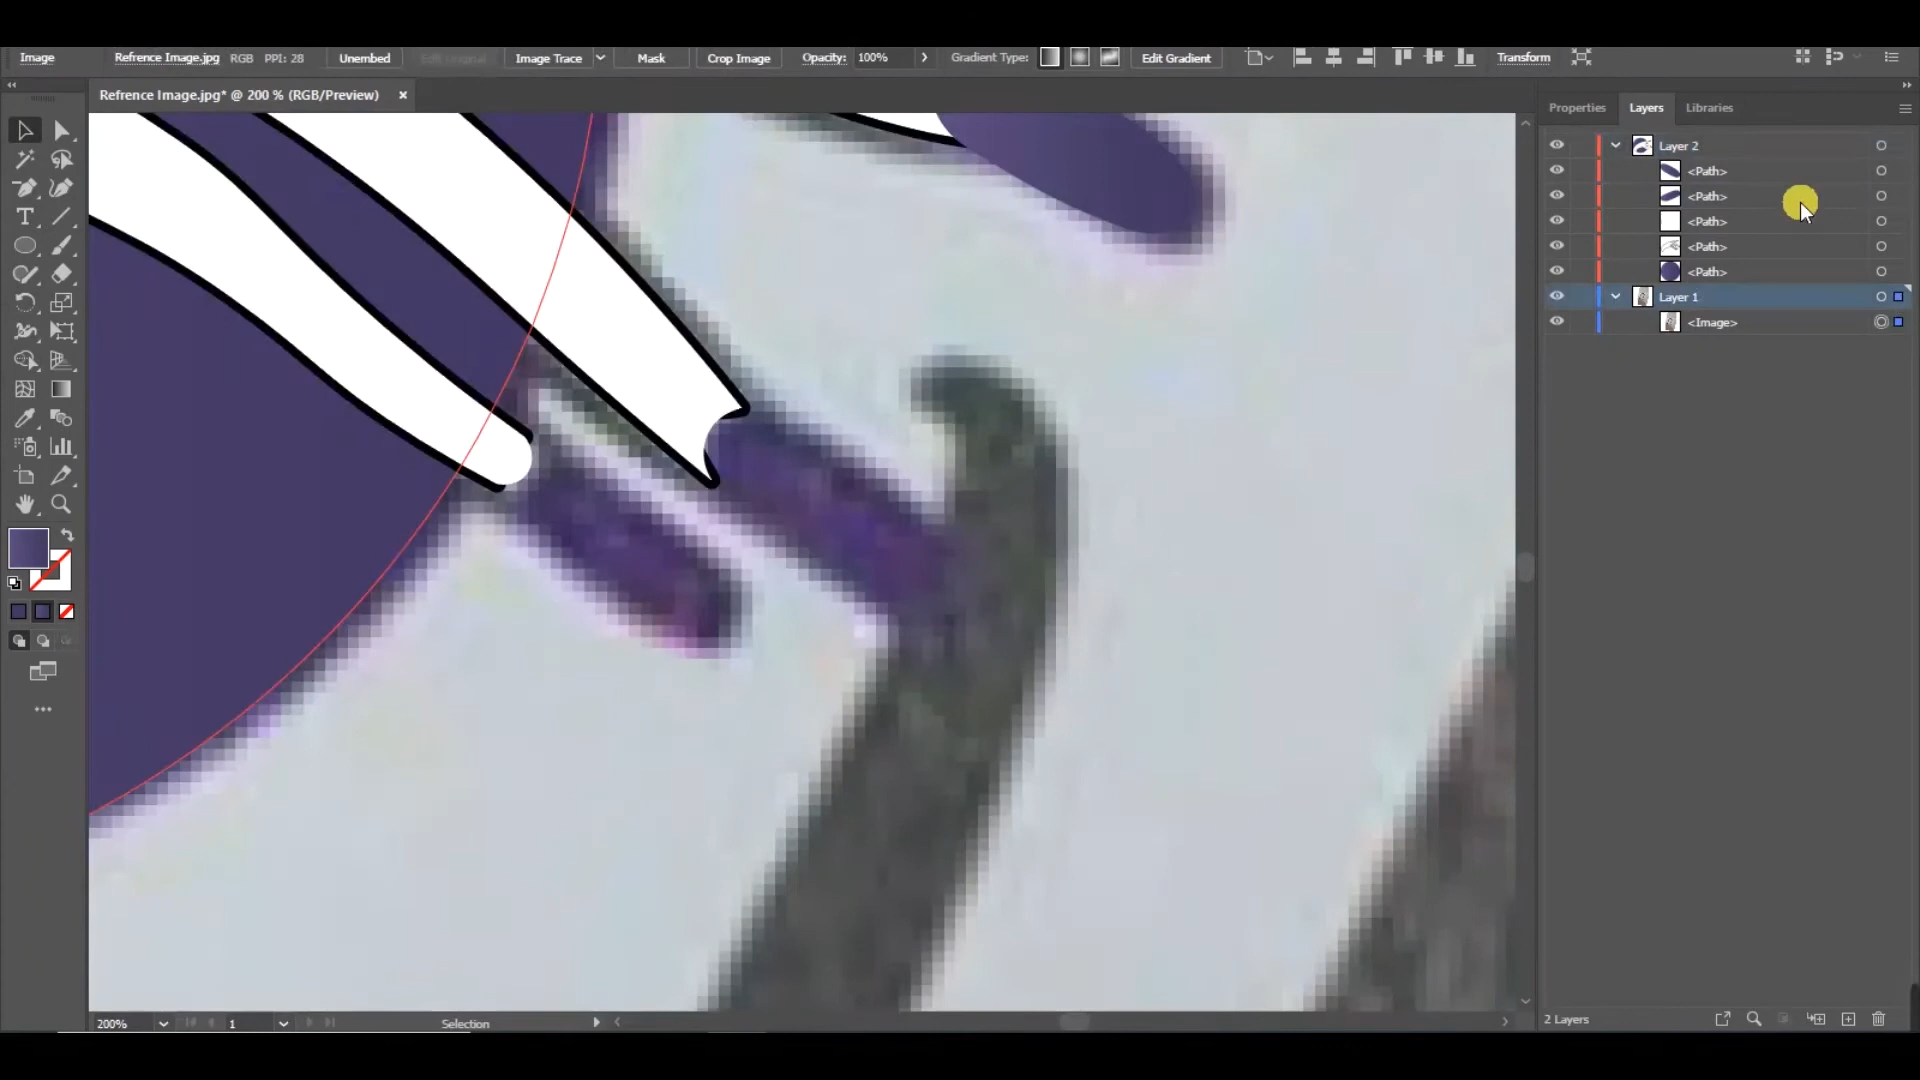 Image Refrence Image.jpg RGB PPI: 28 Unembed Edit Original Image Trace Mask Crop Image Opacity: 100% Gradient Type: Edit Gradient Transform
Refrence Image.jpg* @ 200 % (RGB/Preview) ×
Properties Layers Libraries
Layer 2
<Path>
<Path>
<Path>
<Path>
<Path>
Layer 1
<Image>
200% 1 Selection
2 Layers